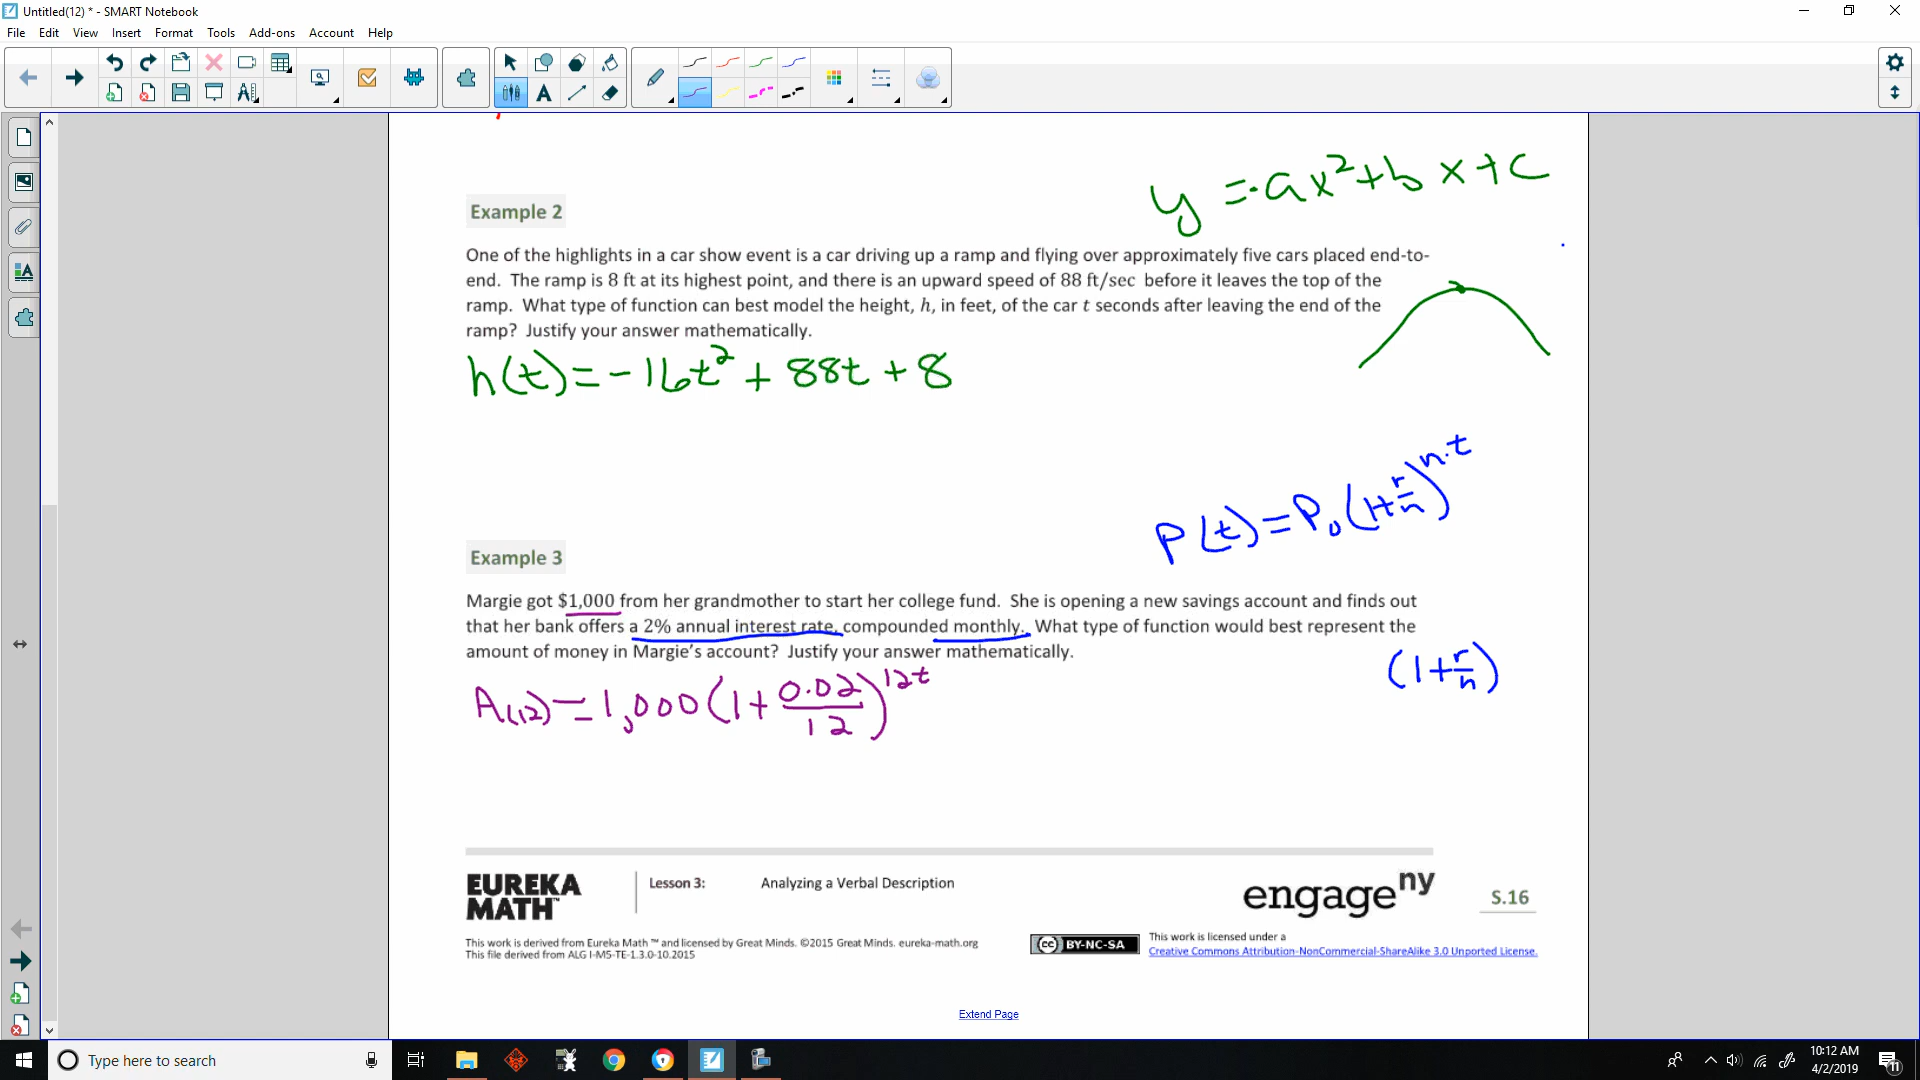 Untitled(12) * - SMART Notebook
File Edit View Insert Format Tools Add-ons Account Help
y = ax²+bx+c
Example 2
One of the highlights in a car show event is a car driving up a ramp and flying over approximately five cars placed end-to-
end. The ramp is 8 ft at its highest point, and there is an upward speed of 88 ft/sec before it leaves the top of the
ramp. What type of function can best model the height, h, in feet, of the car t seconds after leaving the end of the
ramp? Justify your answer mathematically.
h(t)= -16t² + 88t + 8
P(t)=P₀(1+r/n)^n·t
Example 3
Margie got $1,000 from her grandmother to start her college fund. She is opening a new savings account and finds out
that her bank offers a 2% annual interest rate, compounded monthly. What type of function would best represent the
amount of money in Margie's account? Justify your answer mathematically.
(1+r/n)
A(12)=1,000(1+0.02/12)^12t
EUREKA
MATH™
Lesson 3: Analyzing a Verbal Description
engageny
S.16
This work is derived from Eureka Math ™ and licensed by Great Minds. ©2015 Great Minds. eureka-math.org
This file derived from ALG I-M5-TE-1.3.0-10.2015
cc BY-NC-SA
This work is licensed under a
Creative Commons Attribution-NonCommercial-ShareAlike 3.0 Unported License.
Extend Page
Type here to search
10:12 AM
4/2/2019
11